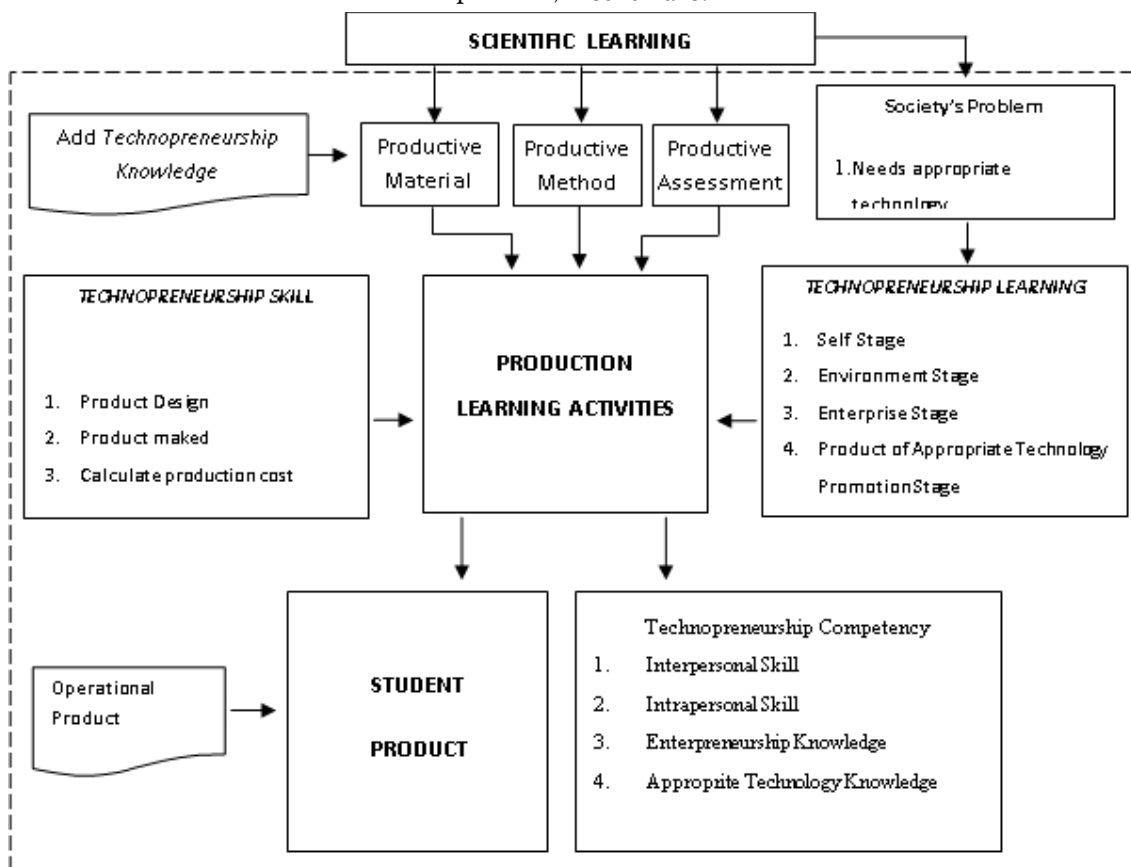 SCIENTIFIC LEARNING
Add Technopreneurship
Knowledge
Productive
Material
Productive
Method
Productive
Assessment
Society's Problem
1.Needs appropriate
technology
TECHNOPRENEURSHIP SKILL
1. Product Design
2. Product maked
3. Calculate production cost
PRODUCTION
LEARNING ACTIVITIES
TECHNOPRENEURSHIP LEARNING
1. Self Stage
2. Environment Stage
3. Enterprise Stage
4. Product of Appropriate Technology
Promotion Stage
Operational
Product
STUDENT
PRODUCT
Technopreneurship Competency
1. Interpersonal Skill
2. Intrapersonal Skill
3. Enterpreneurship Knowledge
4. Approprite Technology Knowledge